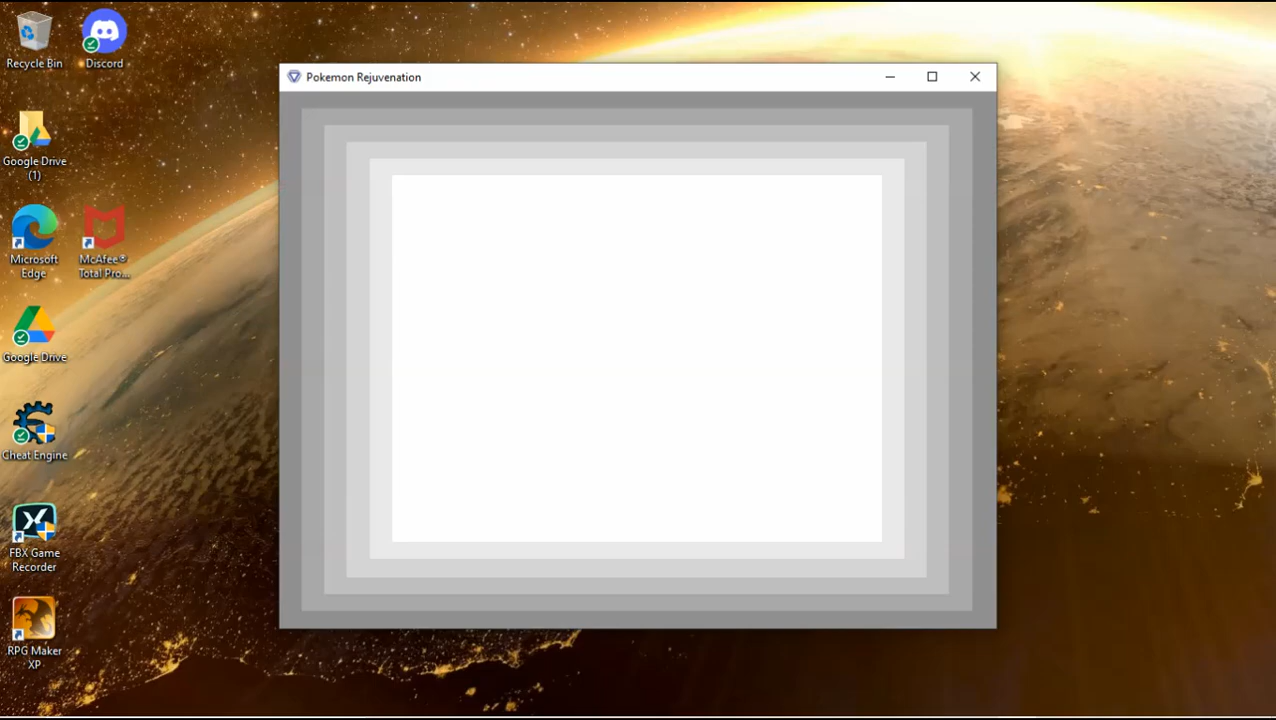 Recycle Bin
Discord
Pokemon Rejuvenation
Google Drive
(1)
Microsoft
Edge
McAfee®
Total Pro...
Google Drive
Cheat Engine
FBX Game
Recorder
RPG Maker
XP